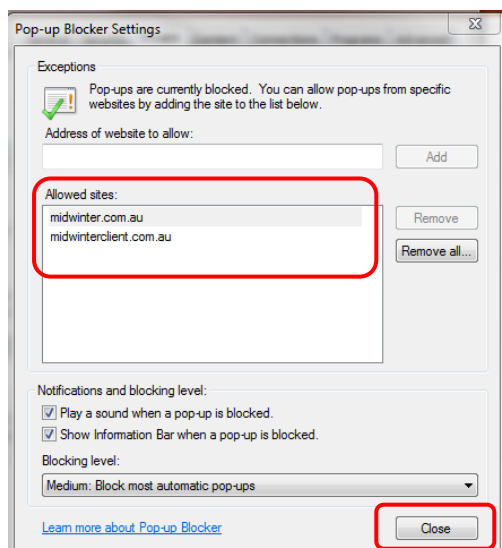 Pop-up Blocker Settings
Exceptions
Pop-ups are currently blocked. You can allow pop-ups from specific
websites by adding the site to the list below.
Address of website to allow:
Add
Allowed sites:
midwinter.com.au
Remove
midwinterclient.com.au
Remove all...
Notifications and blocking level:
Play a sound when a pop-up is blocked.
Show Information Bar when a pop-up is blocked.
Blocking level:
Medium: Block most automatic pop-ups
Learn more about Pop-up Blocker
Close